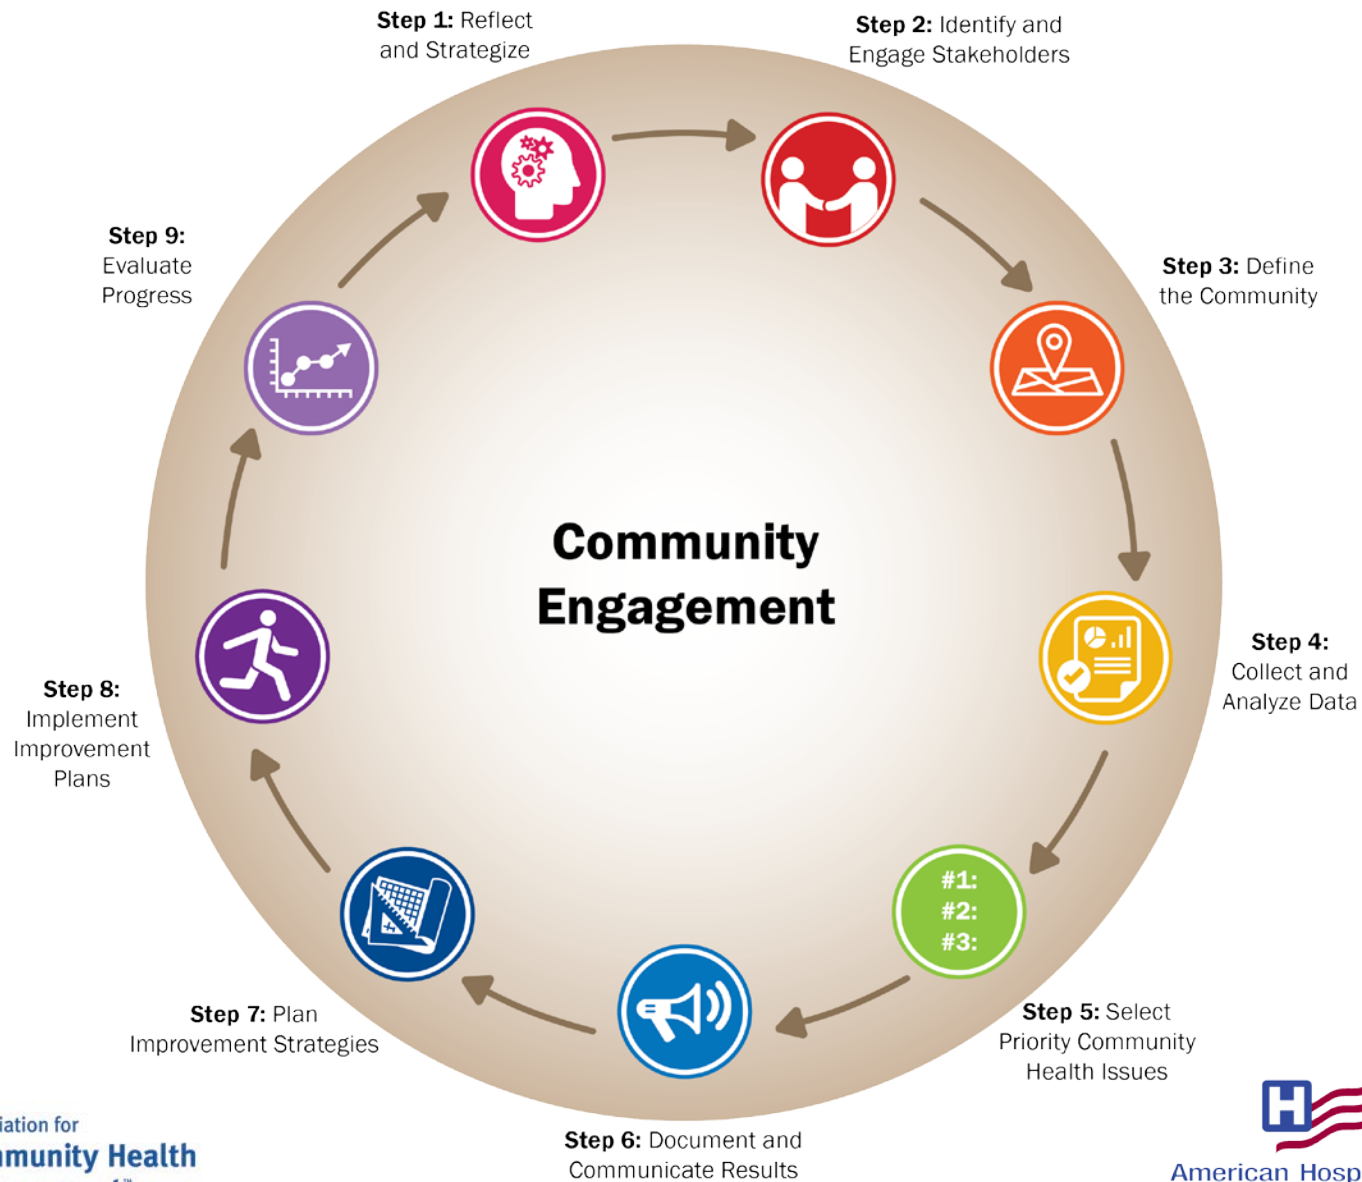 Step 1: Reflect
and Strategize
Step 2: Identify and
Engage Stakeholders
Step 3: Define
the Community
Step 4:
Collect and
Analyze Data
#1:
#2:
#3:
Step 5: Select
Priority Community
Health Issues
Step 6: Document and
Communicate Results
Step 7: Plan
Improvement Strategies
Step 8:
Implement
Improvement
Plans
Step 9:
Evaluate
Progress
Community
Engagement
iation for
munity Health
H
American Hosp